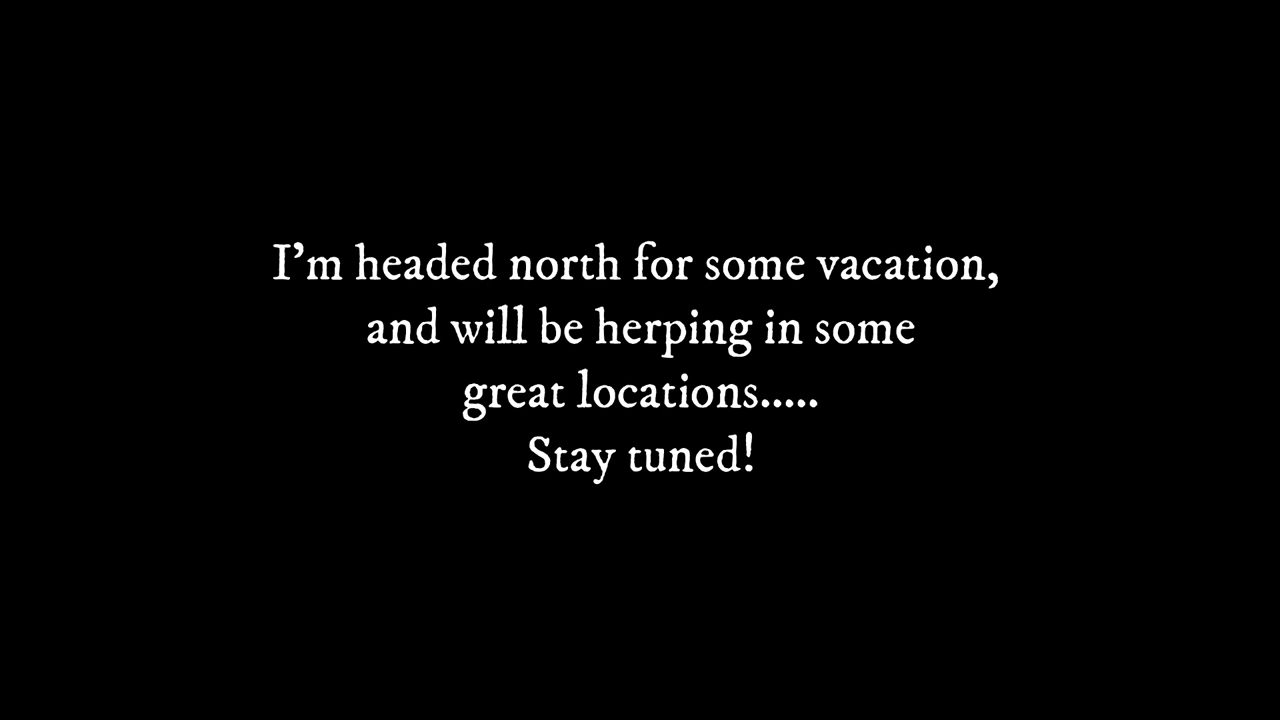 I'm headed north for some vacation,
and will be herping in some
great locations.....
Stay tuned!